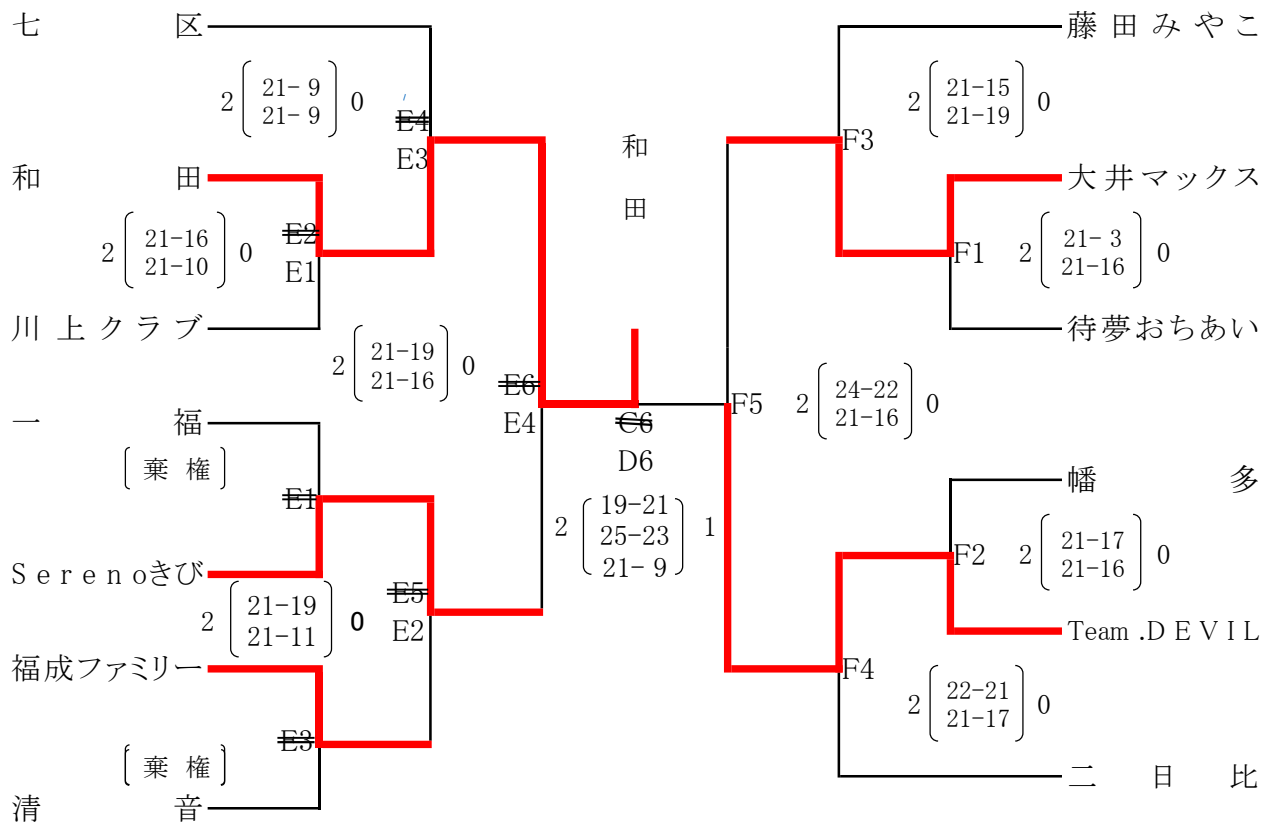 七区
2 21- 9 0
21- 9
E4
E3
和田
2 21-16 0
21-10
E2
E1
川上クラブ
2 21-19 0
21-16
E6
E4
一福
棄権
E1
Serenoきび
2 21-19 0
21-11
E5
E2
福成ファミリー
E3
棄権
清音
和
田
C6
D6
19-21
2 25-23 1
21- 9
藤田みやこ
2 21-15 0
21-19
F3
大井マックス
F1
2 21- 3 0
21-16
待夢おちあい
F5
2 24-22 0
21-16
幡多
F2
2 21-17 0
21-16
Team.DEVIL
F4
2 22-21 0
21-17
二日比